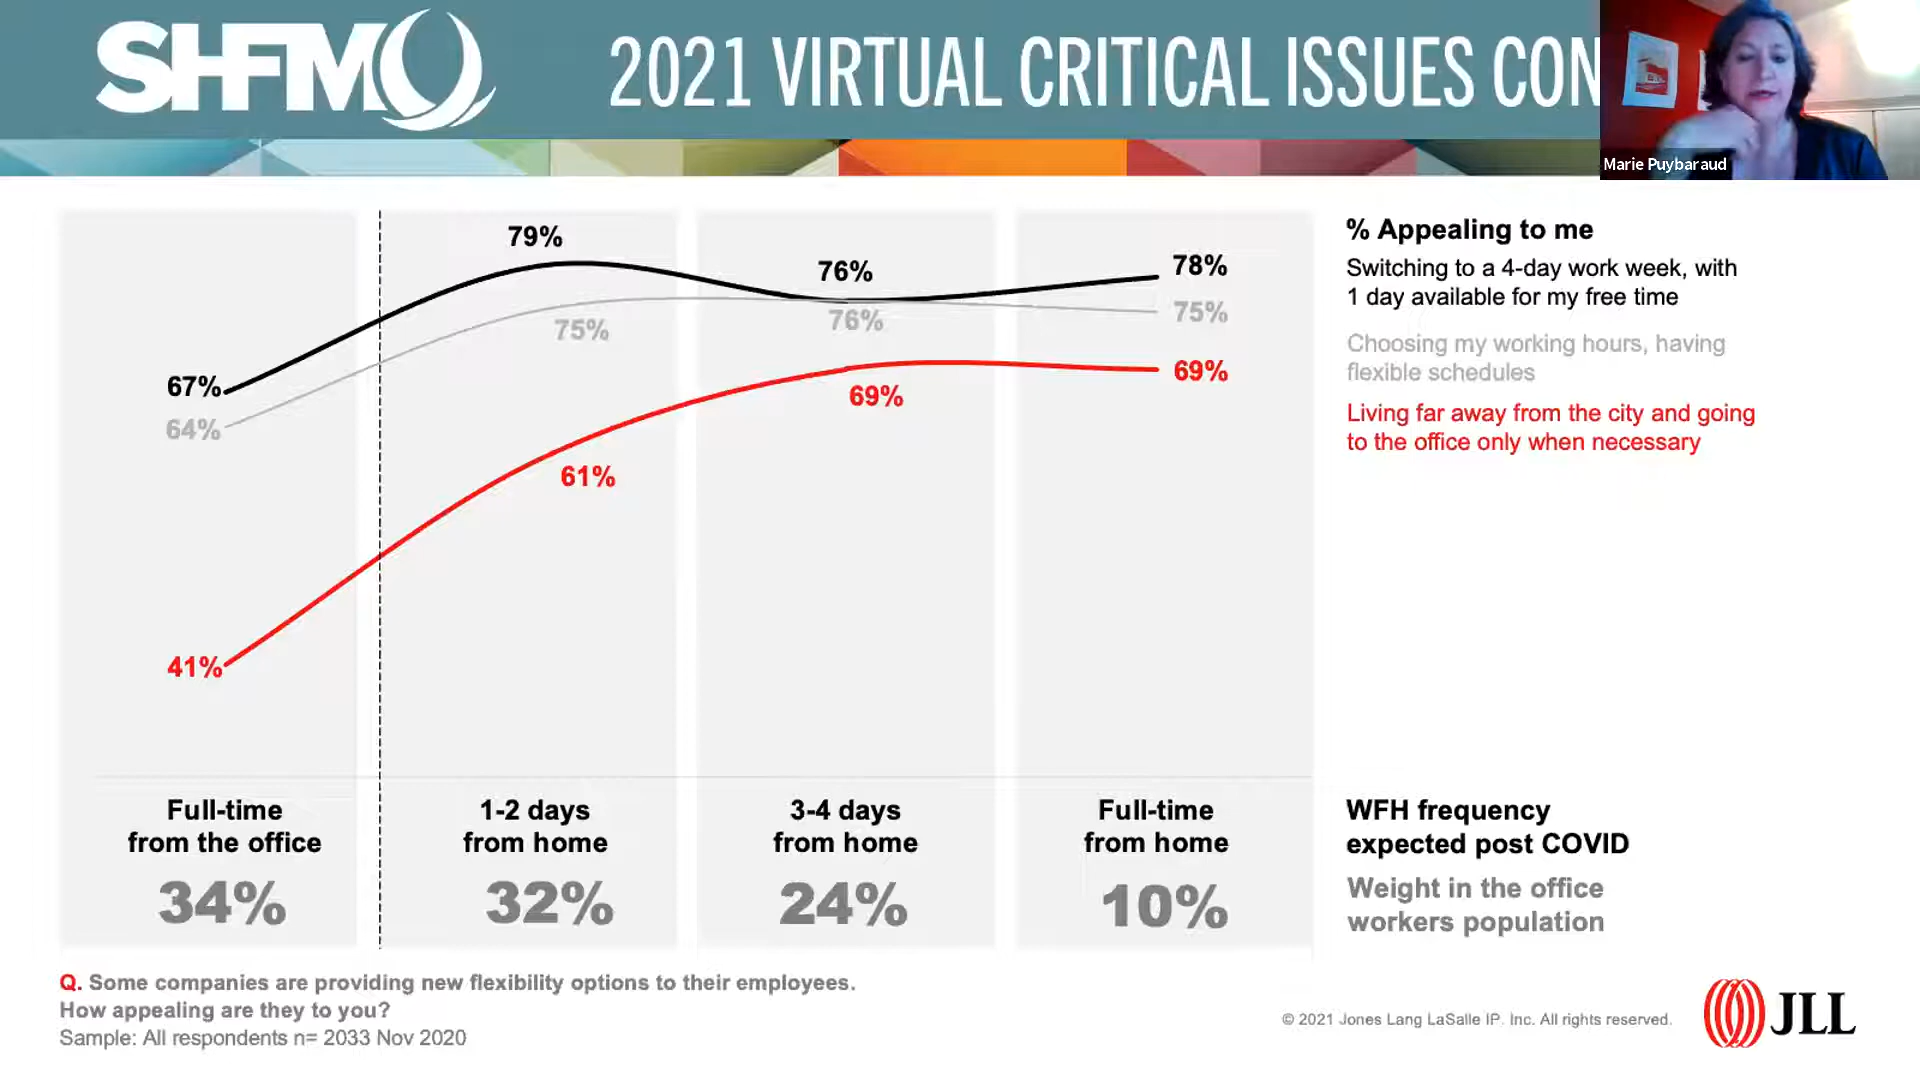 SHFM
2021 VIRTUAL CRITICAL ISSUES CON
Marie Puybaraud
79%
76%
78%
75%
76%
75%
67%
64%
69%
69%
61%
41%
% Appealing to me
Switching to a 4-day work week, with
1 day available for my free time
Choosing my working hours, having
flexible schedules
Living far away from the city and going
to the office only when necessary
Full-time
from the office
34%
1-2 days
from home
32%
3-4 days
from home
24%
Full-time
from home
10%
WFH frequency
expected post COVID
Weight in the office
workers population
Q. Some companies are providing new flexibility options to their employees.
How appealing are they to you?
Sample: All respondents n= 2033 Nov 2020
© 2021 Jones Lang LaSalle IP. Inc. All rights reserved.
JLL